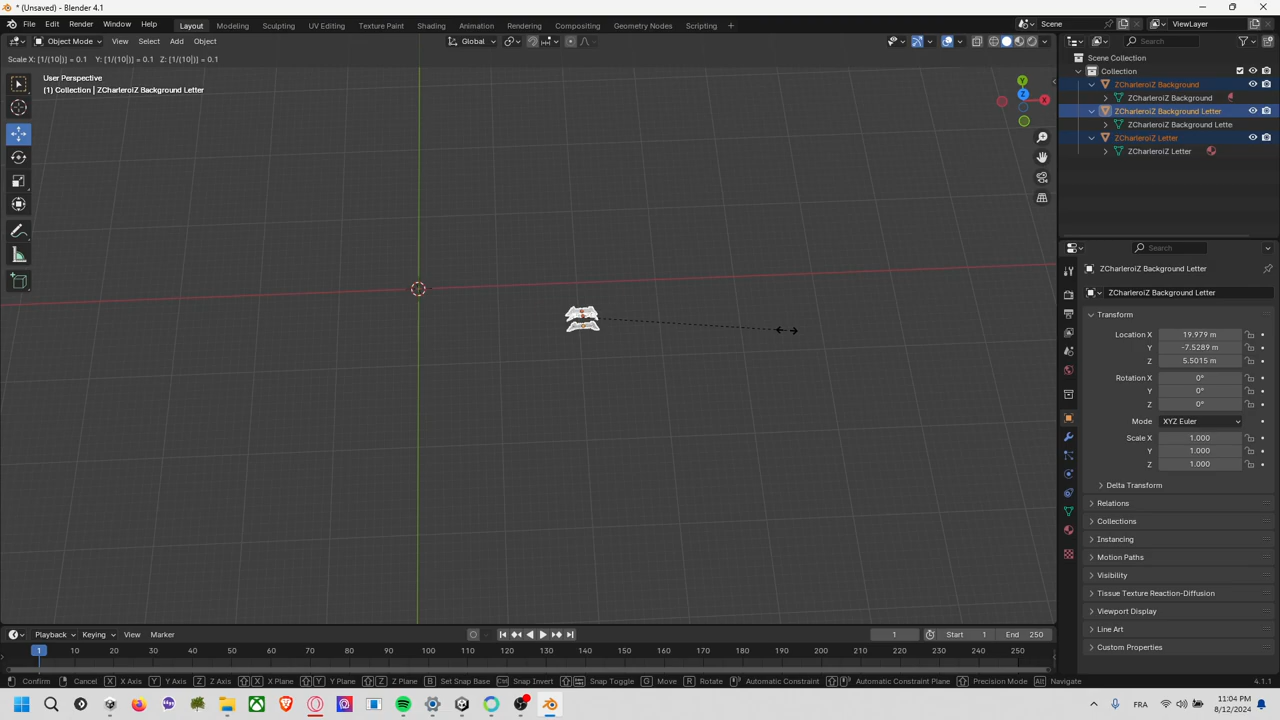 * (Unsaved) - Blender 4.1
File Edit Render Window Help
Layout Modeling Sculpting UV Editing Texture Paint Shading Animation Rendering Compositing Geometry Nodes Scripting +
Scene
ViewLayer
Object Mode View Select Add Object
Global
Search
Scale X: [1/(10|)] = 0.1 Y: [1/(10|)] = 0.1 Z: [1/(10|)] = 0.1
User Perspective
(1) Collection | ZCharleroiZ Background Letter
Y
Z
X
Scene Collection
Collection
ZCharleroiZ Background
ZCharleroiZ Background
ZCharleroiZ Background Letter
ZCharleroiZ Background Lette
ZCharleroiZ Letter
ZCharleroiZ Letter
Search
ZCharleroiZ Background Letter
ZCharleroiZ Background Letter
Transform
Location X 19.979 m
Y -7.5289 m
Z 5.5015 m
Rotation X 0°
Y 0°
Z 0°
Mode XYZ Euler
Scale X 1.000
Y 1.000
Z 1.000
Delta Transform
Relations
Collections
Instancing
Motion Paths
Visibility
Tissue Texture Reaction-Diffusion
Viewport Display
Line Art
Custom Properties
Playback Keying View Marker
1 Start 1 End 250
1 10 20 30 40 50 60 70 80 90 100 110 120 130 140 150 160 170 180 190 200 210 220 230 240 250
Confirm Cancel X X Axis Y Y Axis Z Z Axis X X Plane Y Y Plane Z Z Plane B Set Snap Base Ctrl Snap Invert Snap Toggle G Move R Rotate Automatic Constraint Automatic Constraint Plane Precision Mode Alt Navigate 4.1.1
FRA
11:04 PM
8/12/2024